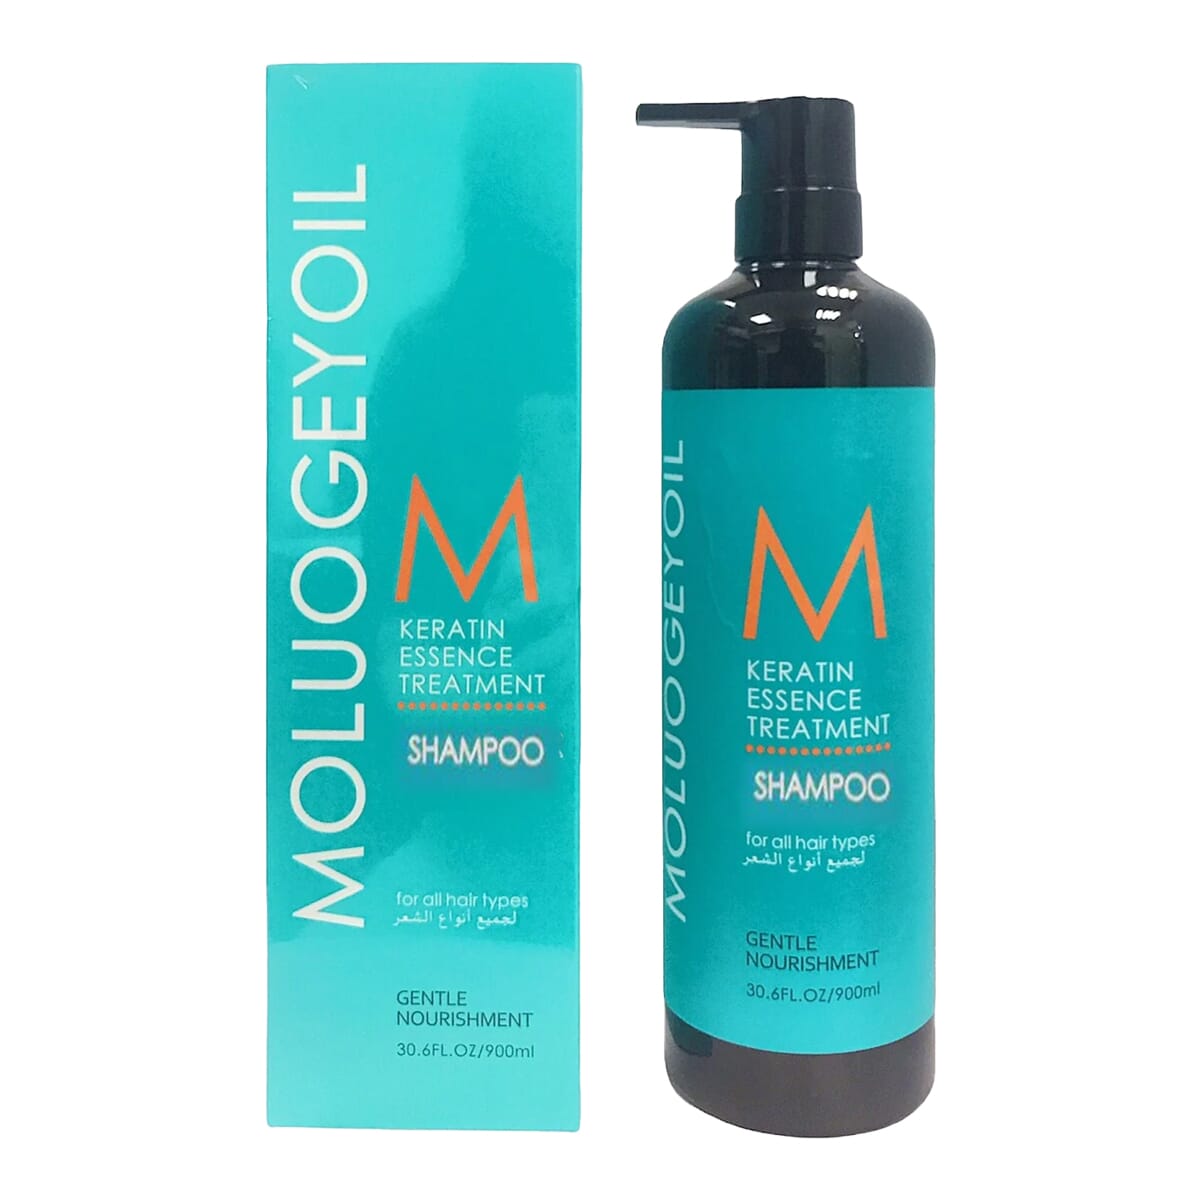 MOLUOGEYOIL
M
KERATIN
ESSENCE
TREATMENT
SHAMPOO
for all hair types
لجميع أنواع الشعر
GENTLE
NOURISHMENT
30.6FL.OZ/900ml
MOLUOGEYOIL
M
KERATIN
ESSENCE
TREATMENT
SHAMPOO
for all hair types
لجميع أنواع الشعر
GENTLE
NOURISHMENT
30.6FL.OZ/900ml